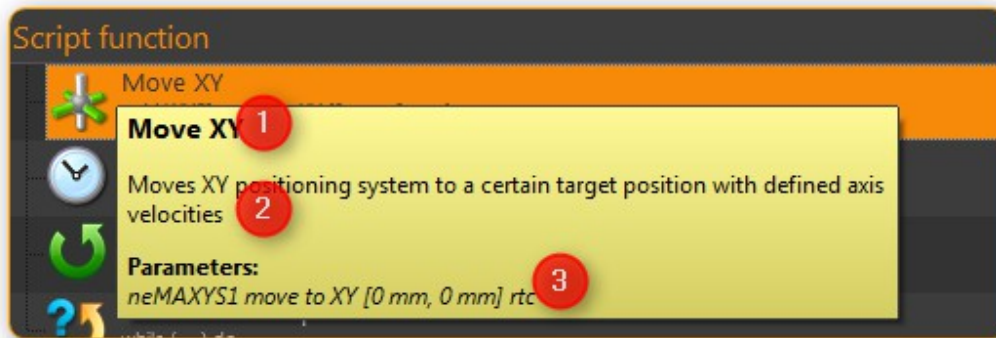 Script function
Move XY
Move XY
1
Moves XY positioning system to a certain target position with defined axis
velocities
2
Parameters:
neMAXYS1 move to XY [0 mm, 0 mm] rtc
3